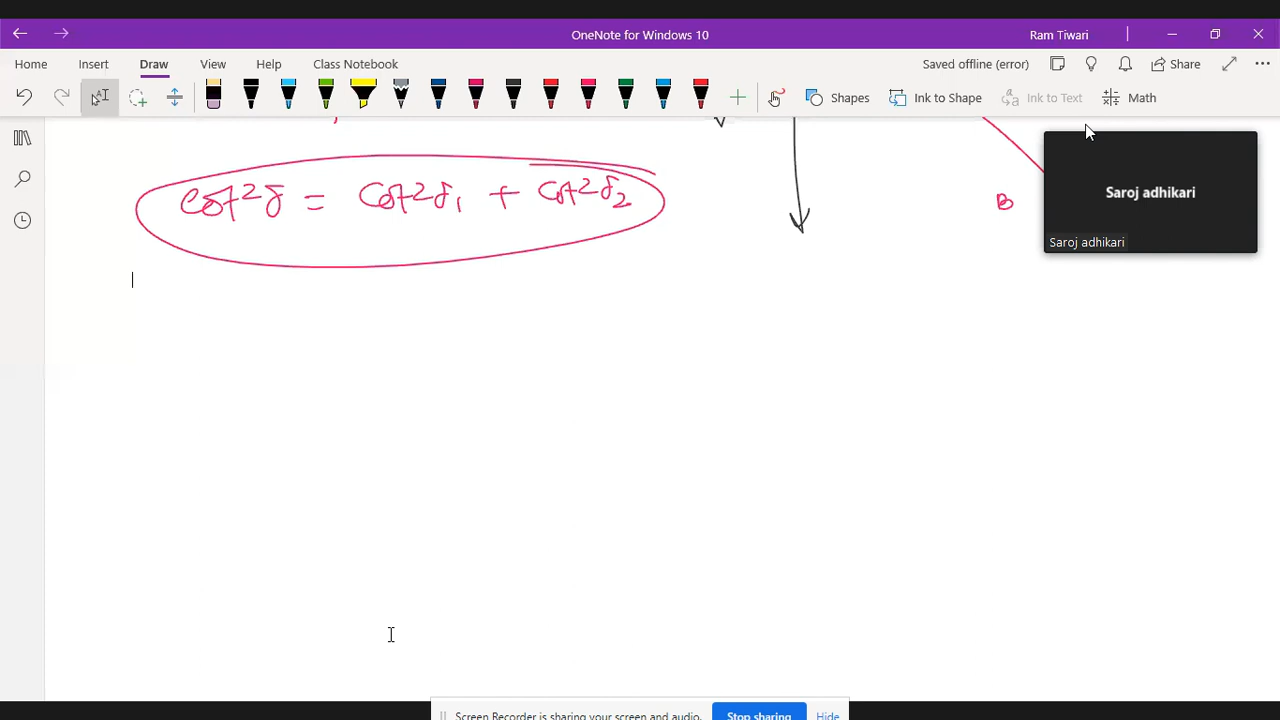 OneNote for Windows 10
Ram Tiwari
Home Insert Draw View Help Class Notebook
Saved offline (error) Share
Shapes Ink to Shape Ink to Text Math
Cot²δ = Cot²δ₁ + Cot²δ₂
B
Saroj adhikari
Saroj adhikari
Screen Recorder is sharing your screen and audio. Stop sharing Hide